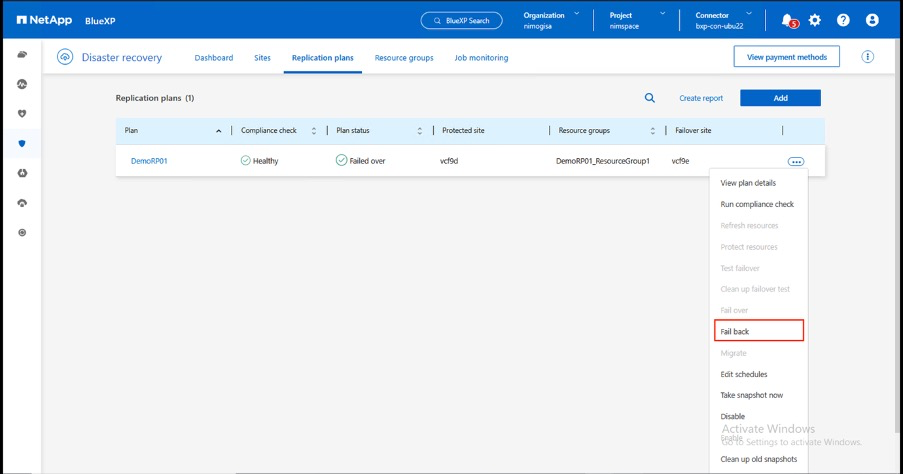 NetApp BlueXP BlueXP Search Organization nimogisa Project nimspace Connector bxp-con-ubu22 5
Disaster recovery Dashboard Sites Replication plans Resource groups Job monitoring View payment methods
Replication plans (1) Create report Add
Plan Compliance check Plan status Protected site Resource groups Failover site
DemoRP01 Healthy Failed over vcf9d DemoRP01_ResourceGroup1 vcf9e
View plan details
Run compliance check
Refresh resources
Protect resources
Test failover
Clean up failover test
Fail over
Fail back
Migrate
Edit schedules
Take snapshot now
Disable
Activate Windows
Enable
Go to Settings to activate Windows.
Clean up old snapshots